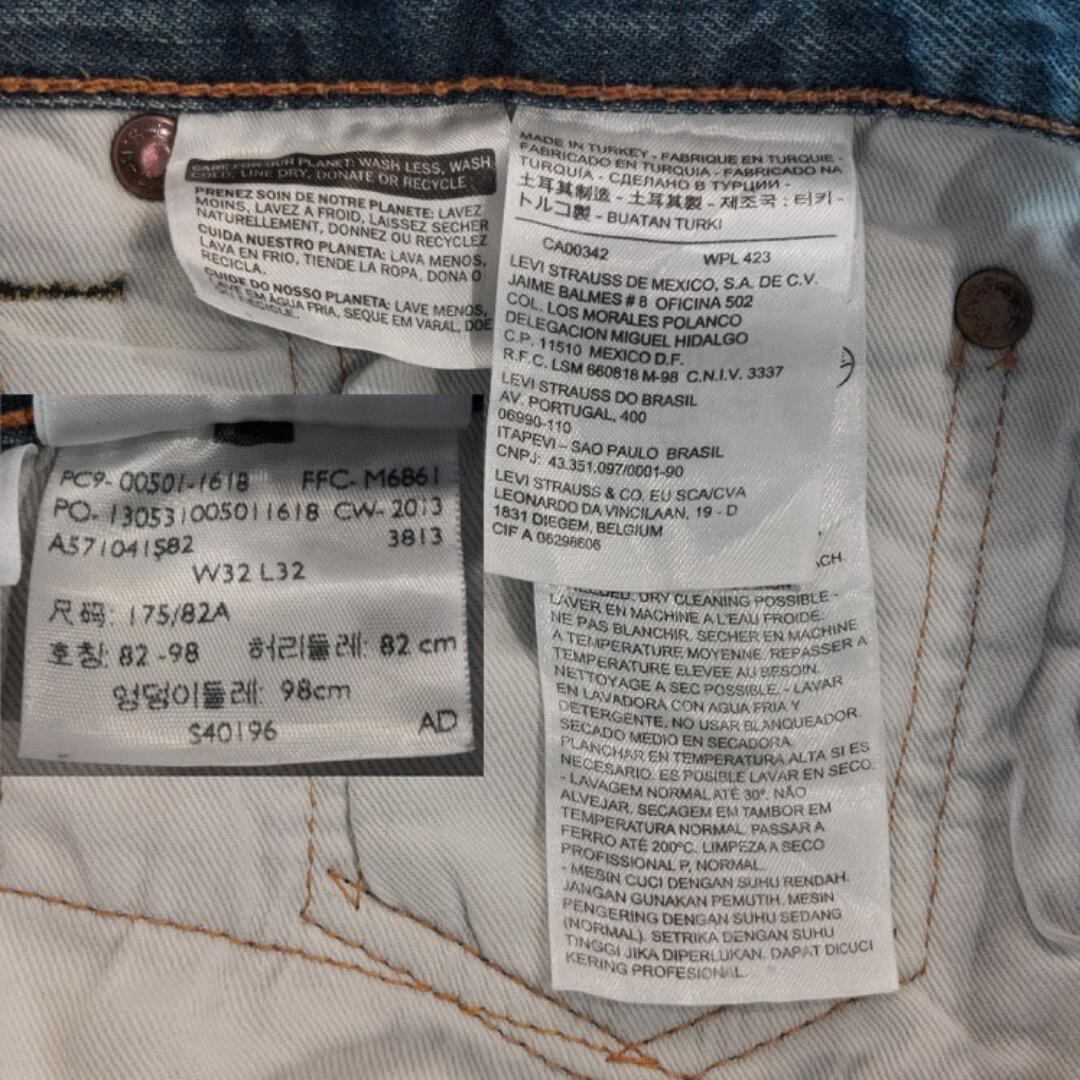 CARE FOR OUR PLANET: WASH LESS, WASH
COLD, LINE DRY, DONATE OR RECYCLE
PRENEZ SOIN DE NOTRE PLANETE: LAVEZ
MOINS, LAVEZ A FROID, LAISSEZ SECHER
NATURELLEMENT, DONNEZ OU RECYCLEZ
CUIDA NUESTRO PLANETA: LAVA MENOS,
LAVA EN FRIO, TIENDE LA ROPA, DONA O
RECICLA.
CUIDE DO NOSSO PLANETA: LAVE MENOS,
LAVE EM AGUA FRIA, SEQUE EM VARAL, DOE
RECICLE.
MADE IN TURKEY - FABRIQUE EN TURQUIE -
FABRICADO EN TURQUIA - FABRICADO NA
TURQUÍA - СДЕЛАНО В ТУРЦИИ -
土耳其制造 - 土耳其製 - 제조국 : 터키 -
トルコ製 - BUATAN TURKI
CA00342 WPL 423
LEVI STRAUSS DE MEXICO, S.A. DE C.V.
JAIME BALMES # 8 OFICINA 502
COL. LOS MORALES POLANCO
DELEGACION MIGUEL HIDALGO
C.P. 11510 MEXICO D.F.
R.F.C. LSM 660818 M-98 C.N.I.V. 3337
LEVI STRAUSS DO BRASIL
AV. PORTUGAL, 400
06990-110
ITAPEVI – SAO PAULO BRASIL
CNPJ: 43.351.097/0001-90
LEVI STRAUSS & CO. EU SCA/CVA
LEONARDO DA VINCILAAN, 19 - D
1831 DIEGEM, BELGIUM
CIF A 08298606
PC9- 00501-1618 FFC- M6861
PO- 130531005011618 CW- 2013
A571041582 3813
W32 L32
尺码: 175/82A
호칭: 82 -98 허리둘레: 82 cm
엉덩이둘레: 98cm
S40196 AD
DRY CLEANING POSSIBLE -
LAVER EN MACHINE A L'EAU FROIDE.
NE PAS BLANCHIR, SECHER EN MACHINE
A TEMPERATURE MOYENNE. REPASSER A
TEMPERATURE ELEVEE AU BESOIN.
NETTOYAGE A SEC POSSIBLE. - LAVAR
EN LAVADORA CON AGUA FRIA Y
DETERGENTE. NO USAR BLANQUEADOR.
SECADO MEDIO EN SECADORA.
PLANCHAR EN TEMPERATURA ALTA SI ES
NECESARIO. ES POSIBLE LAVAR EN SECO.
- LAVAGEM NORMAL ATÉ 30°. NÃO
ALVEJAR. SECAGEM EM TAMBOR EM
TEMPERATURA NORMAL. PASSAR A
FERRO ATÉ 200ºC. LIMPEZA A SECO
PROFISSIONAL P, NORMAL.
- MESIN CUCI DENGAN SUHU RENDAH.
JANGAN GUNAKAN PEMUTIH. MESIN
PENGERING DENGAN SUHU SEDANG
(NORMAL). SETRIKA DENGAN SUHU
TINGGI JIKA DIPERLUKAN. DAPAT DICUCI
KERING PROFESIONAL.